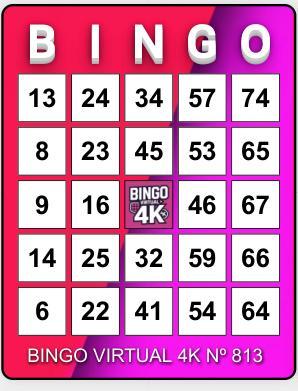 BINGO
13 24 34 57 74
8 23 45 53 65
9 16 BINGO VIRTUAL 4K 46 67
14 25 32 59 66
6 22 41 54 64
BINGO VIRTUAL 4K Nº 813